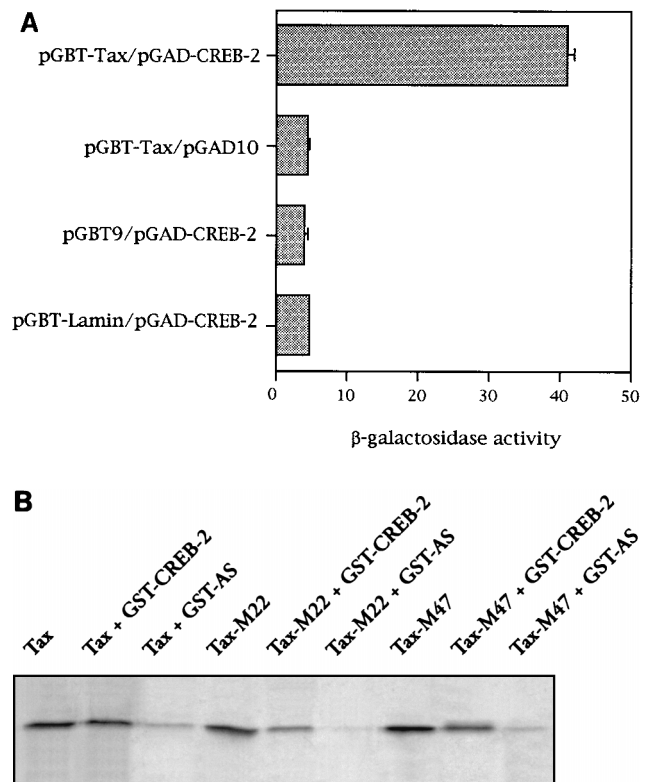 A
pGBT-Tax/pGAD-CREB-2
pGBT-Tax/pGAD10
pGBT9/pGAD-CREB-2
pGBT-Lamin/pGAD-CREB-2
0 10 20 30 40 50
β-galactosidase activity
B
Tax
Tax + GST-CREB-2
Tax + GST-AS
Tax-M22
Tax-M22 + GST-CREB-2
Tax-M22 + GST-AS
Tax-M47
Tax-M47 + GST-CREB-2
Tax-M47 + GST-AS